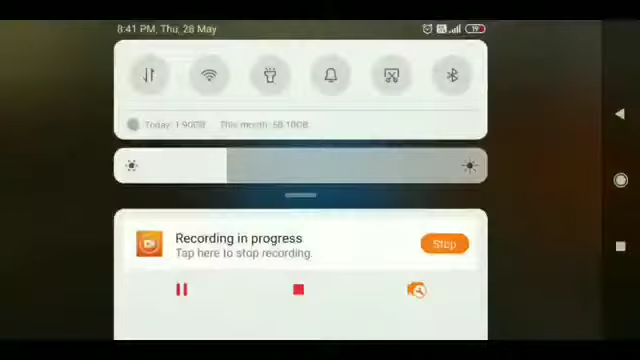 8:41 PM, Thu, 28 May
19
Today: 1.90GB This month: 58.18GB
Recording in progress
Tap here to stop recording.
Stop